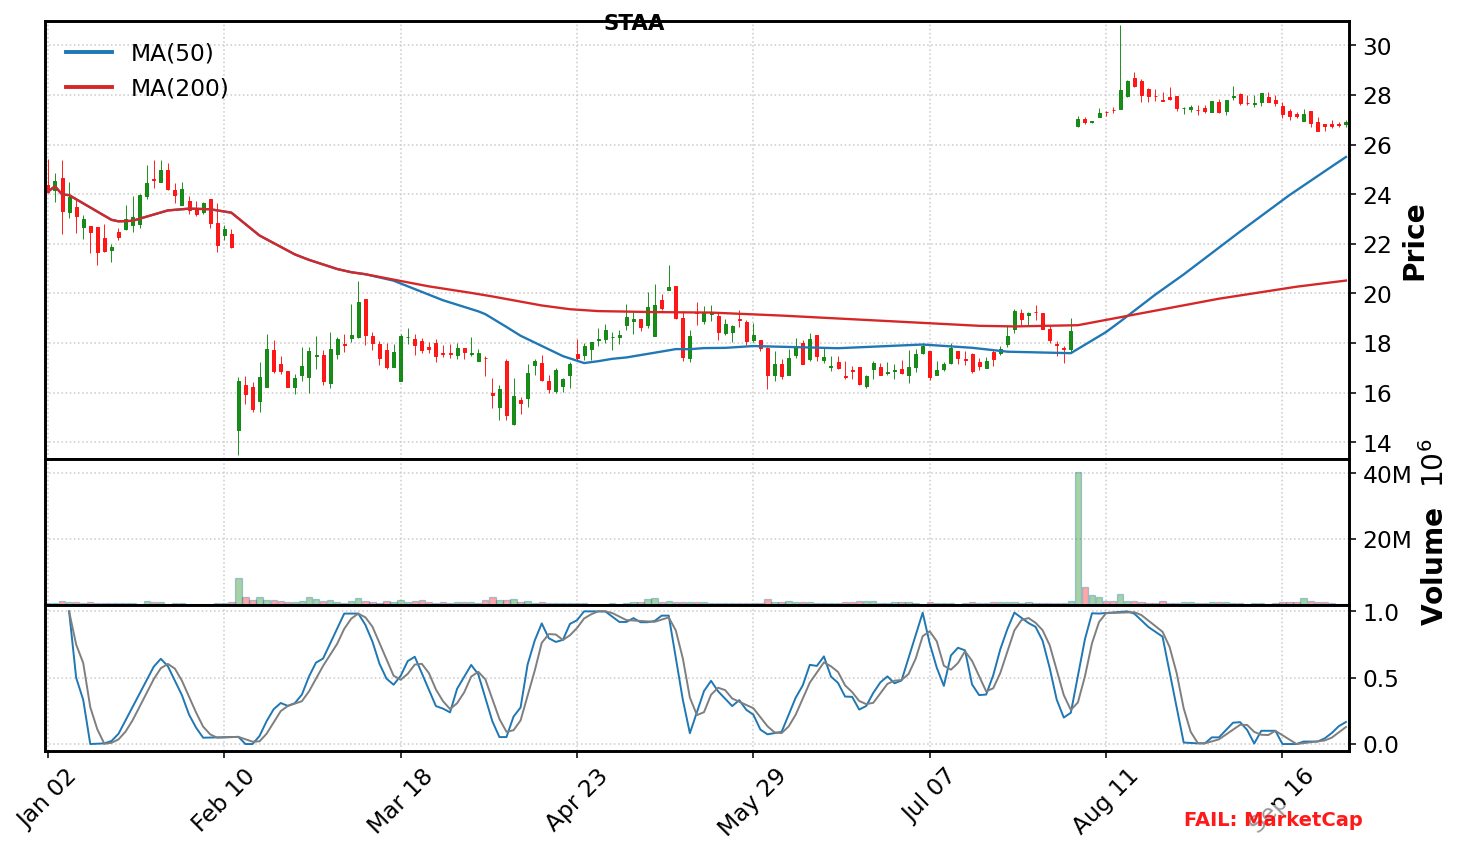 STAA
MA(50)
MA(200)
30
28
26
24
22
20
18
16
14
Price
40M
20M
Volume 10^6
1.0
0.5
0.0
Jan 02
Feb 10
Mar 18
Apr 23
May 29
Jul 07
Aug 11
Sep 16
FAIL: MarketCap